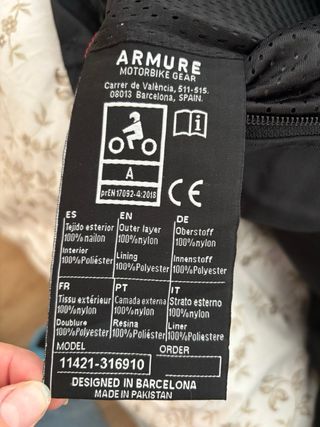 ARMURE
MOTORBIKE GEAR
Carrer de València, 511-515.
08013 Barcelona, SPAIN.
A
prEN 17092-4:2018
CE
ES
Tejido esterior
100%nailon
Interior
100%Poliéster
EN
Outer layer
100%nylon
Lining
100%Polyester
DE
Oberstoff
100%nylon
Innenstoff
100%Polyester
FR
Tissu extérieur
100%nylon
Doublure
100%Polyester
PT
Camada externa
100%nylon
Resina
100%Poliéster
IT
Strato esterno
100%nylon
Liner
100%Poliestere
MODEL
11421-316910
ORDER
DESIGNED IN BARCELONA
MADE IN PAKISTAN